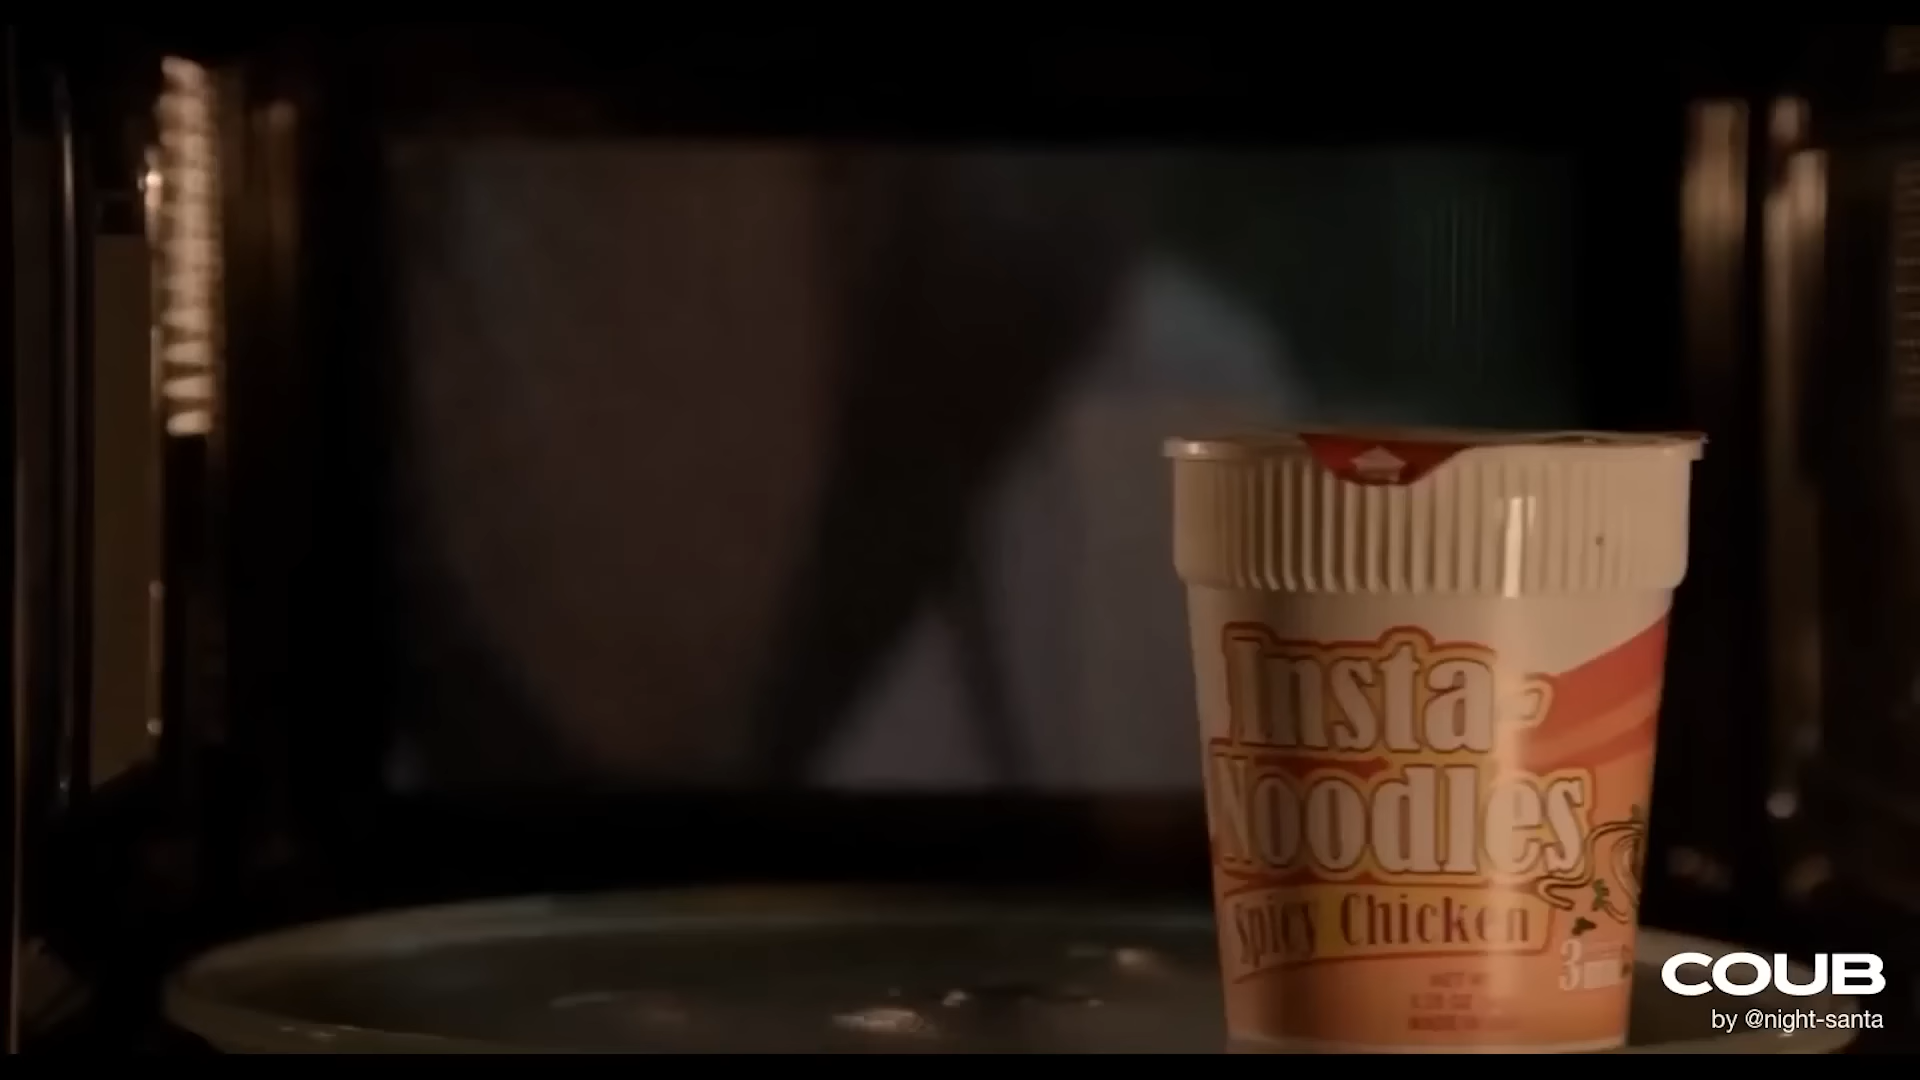 Insta-
Noodles
Spicy Chicken
3
COUB
by @night-santa